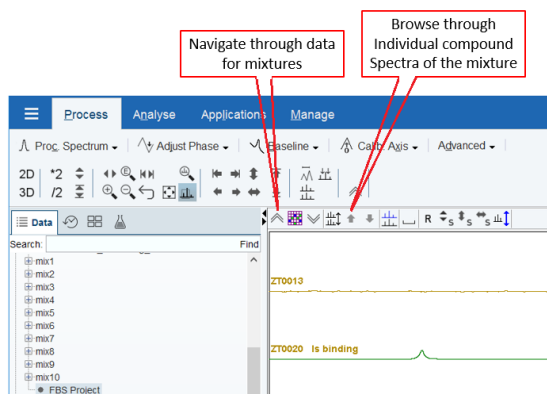 Navigate through data
for mixtures
Browse through
Individual compound
Spectra of the mixture
Process Analyse Applications Manage
Proc. Spectrum Adjust Phase Baseline Calib. Axis Advanced
2D *2
3D /2
Data
Search: Find
R S S S
mix1
mix2
mix3
mix4
mix5
mix6
mix7
mix8
mix9
mix10
FBS Project
ZT0013
ZT0020 Is binding